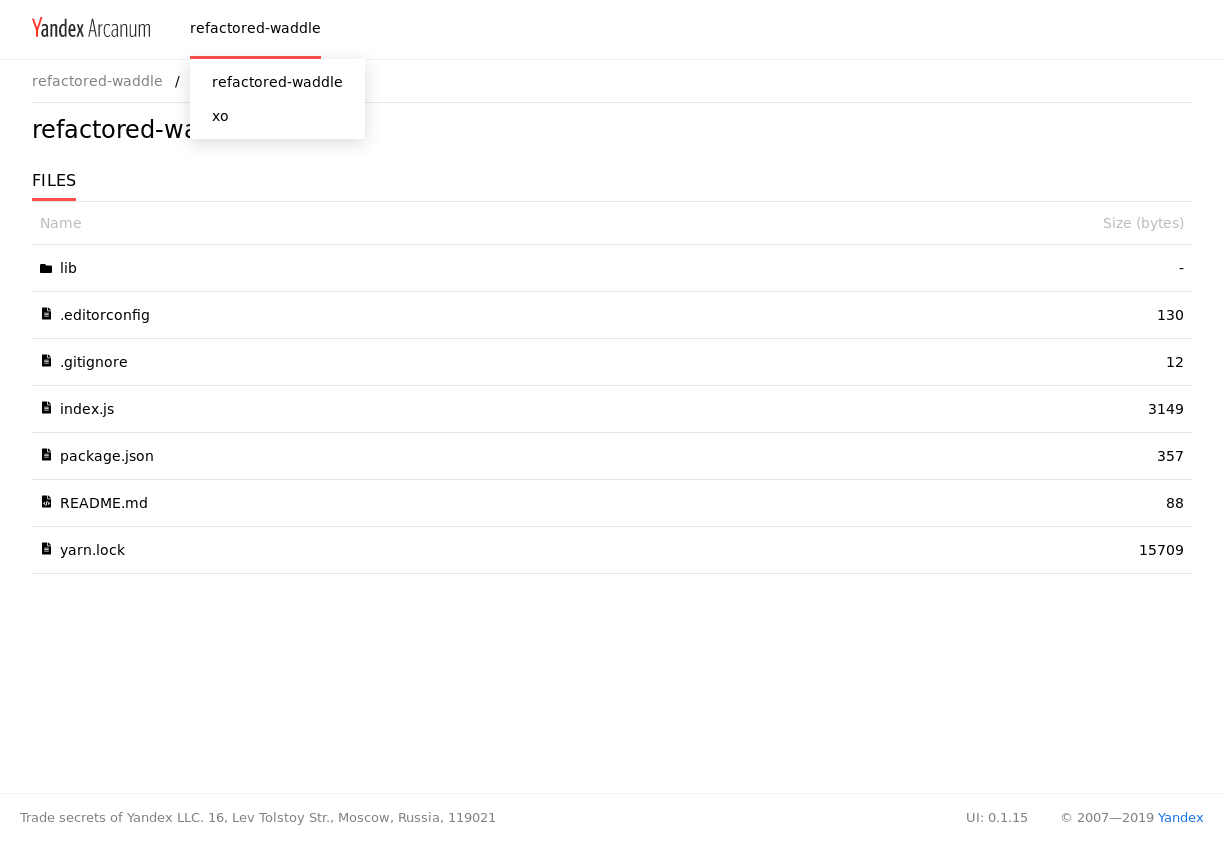 Yandex Arcanum refactored-waddle
refactored-waddle /
refactored-waddle
xo
refactored-wa
FILES
Name Size (bytes)
lib -
.editorconfig 130
.gitignore 12
index.js 3149
package.json 357
README.md 88
yarn.lock 15709
Trade secrets of Yandex LLC. 16, Lev Tolstoy Str., Moscow, Russia, 119021 UI: 0.1.15 © 2007—2019 Yandex